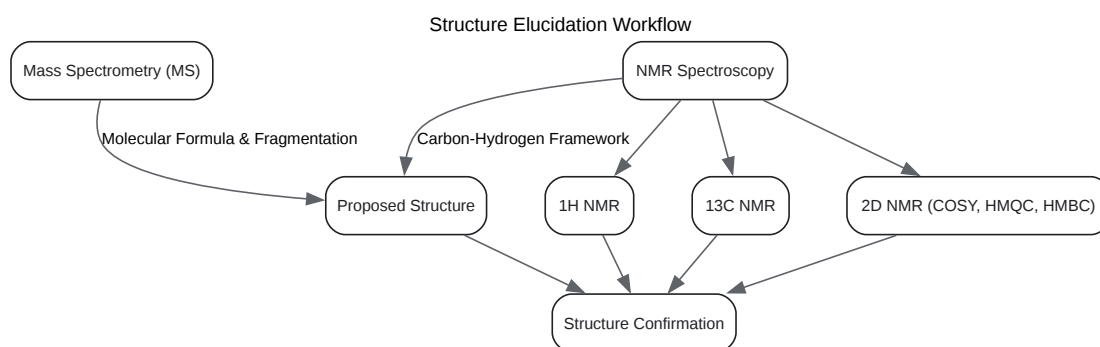 Structure Elucidation Workflow
Mass Spectrometry (MS)
NMR Spectroscopy
Molecular Formula & Fragmentation
Carbon-Hydrogen Framework
Proposed Structure
1H NMR
13C NMR
2D NMR (COSY, HMQC, HMBC)
Structure Confirmation